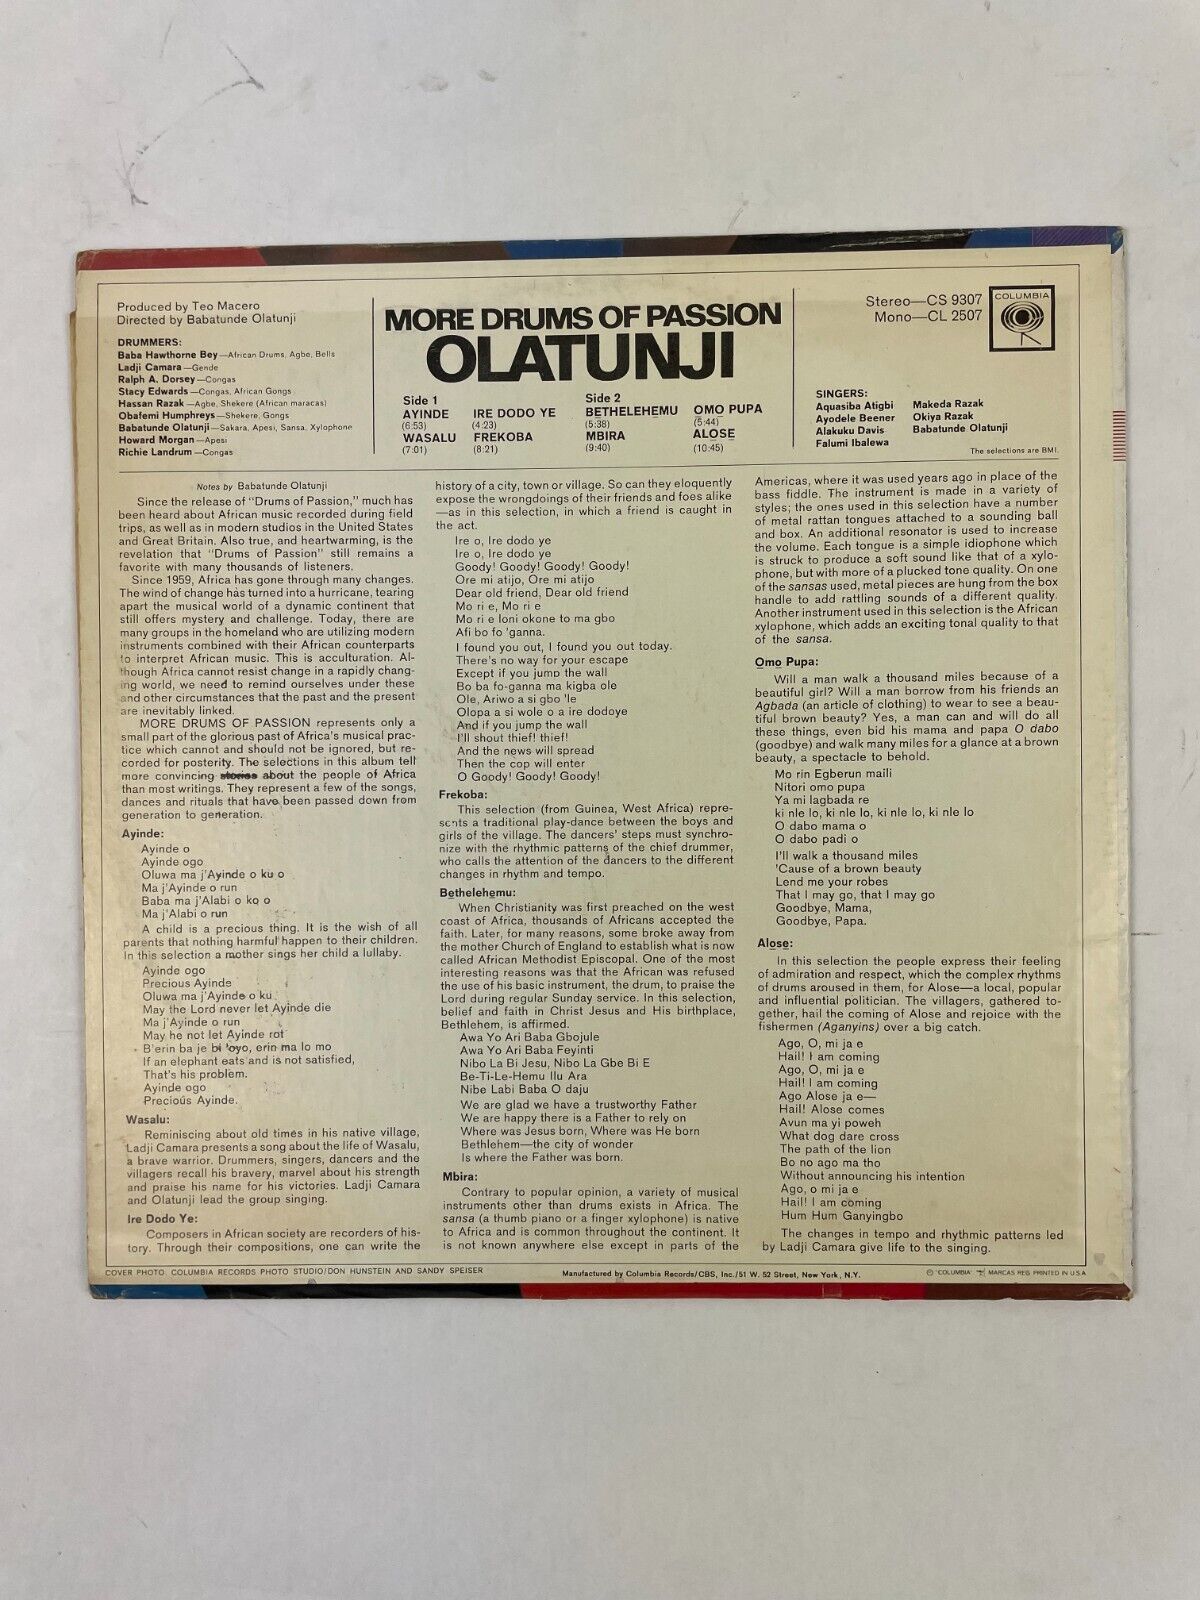 Produced by Teo Macero
Directed by Babatunde Olatunji
DRUMMERS:
Baba Hawthorne Bey—African Drums, Agbe, Bells
Ladji Camara—Gende
Ralph A. Dorsey—Congas
Stacy Edwards—Congas, African Gongs
Hassan Razak—Agbe, Shekere (African maracas)
Obafemi Humphreys—Shekere, Gongs
Babatunde Olatunji—Sakara, Apesi, Sansa, Xylophone
Howard Morgan—Apesi
Richie Landrum—Congas
MORE DRUMS OF PASSION
OLATUNJI
Side 1
AYINDE
(6:53)
WASALU
(7:01)
IRE DODO YE
(4:23)
FREKOBA
(8:21)
Side 2
BETHELEHEMU
(5:38)
MBIRA
(9:40)
OMO PUPA
(5:44)
ALOSE
(10:45)
Stereo—CS 9307
Mono—CL 2507
COLUMBIA
SINGERS:
Aquasiba Atigbi
Ayodele Beener
Alakuku Davis
Falumi Ibalewa
Makeda Razak
Okiya Razak
Babatunde Olatunji
The selections are BMI.
Notes by Babatunde Olatunji
Since the release of "Drums of Passion," much has
been heard about African music recorded during field
trips, as well as in modern studios in the United States
and Great Britain. Also true, and heartwarming, is the
revelation that "Drums of Passion" still remains a
favorite with many thousands of listeners.
Since 1959, Africa has gone through many changes.
The wind of change has turned into a hurricane, tearing
apart the musical world of a dynamic continent that
still offers mystery and challenge. Today, there are
many groups in the homeland who are utilizing modern
instruments combined with their African counterparts
to interpret African music. This is acculturation. Al-
though Africa cannot resist change in a rapidly chang-
ing world, we need to remind ourselves under these
and other circumstances that the past and the present
are inevitably linked.
MORE DRUMS OF PASSION represents only a
small part of the glorious past of Africa's musical prac-
tice which cannot and should not be ignored, but re-
corded for posterity. The selections in this album tell
more convincing stories about the people of Africa
than most writings. They represent a few of the songs,
dances and rituals that have been passed down from
generation to generation.
Ayinde:
Ayinde o
Ayinde ogo
Oluwa ma j'Ayinde o ku o
Ma j'Ayinde o run
Baba ma j'Alabi o ko o
Ma j'Alabi o run
A child is a precious thing. It is the wish of all
parents that nothing harmful happen to their children.
In this selection a mother sings her child a lullaby.
Ayinde ogo
Precious Ayinde
Oluwa ma j'Ayinde o ku
May the Lord never let Ayinde die
Ma j'Ayinde o run
May he not let Ayinde rot
B'erin ba je bi 'oyo, erin ma lo mo
If an elephant eats and is not satisfied,
That's his problem.
Ayinde ogo
Precious Ayinde.
Wasalu:
Reminiscing about old times in his native village,
Ladji Camara presents a song about the life of Wasalu,
a brave warrior. Drummers, singers, dancers and the
villagers recall his bravery, marvel about his strength
and praise his name for his victories. Ladji Camara
and Olatunji lead the group singing.
Ire Dodo Ye:
Composers in African society are recorders of his-
tory. Through their compositions, one can write the
history of a city, town or village. So can they eloquently
expose the wrongdoings of their friends and foes alike
—as in this selection, in which a friend is caught in
the act.
Ire o, Ire dodo ye
Ire o, Ire dodo ye
Goody! Goody! Goody! Goody!
Ore mi atijo, Ore mi atijo
Dear old friend, Dear old friend
Mo ri e, Mo ri e
Mo ri e loni okone to ma gbo
Afi bo fo 'ganna.
I found you out, I found you out today.
There's no way for your escape
Except if you jump the wall
Bo ba fo-ganna ma kigba ole
Ole, Ariwo a si gbo 'le
Olopa a si wole o a ire dodoye
And if you jump the wall
I'll shout thief! thief!
And the news will spread
Then the cop will enter
O Goody! Goody! Goody!
Frekoba:
This selection (from Guinea, West Africa) repre-
sents a traditional play-dance between the boys and
girls of the village. The dancers' steps must synchro-
nize with the rhythmic patterns of the chief drummer,
who calls the attention of the dancers to the different
changes in rhythm and tempo.
Bethelehemu:
When Christianity was first preached on the west
coast of Africa, thousands of Africans accepted the
faith. Later, for many reasons, some broke away from
the mother Church of England to establish what is now
called African Methodist Episcopal. One of the most
interesting reasons was that the African was refused
the use of his basic instrument, the drum, to praise the
Lord during regular Sunday service. In this selection,
belief and faith in Christ Jesus and His birthplace,
Bethlehem, is affirmed.
Awa Yo Ari Baba Gbojule
Awa Yo Ari Baba Feyinti
Nibo La Bi Jesu, Nibo La Gbe Bi E
Be-Ti-Le-Hemu Ilu Ara
Nibe Labi Baba O daju
We are glad we have a trustworthy Father
We are happy there is a Father to rely on
Where was Jesus born, Where was He born
Bethlehem—the city of wonder
Is where the Father was born.
Mbira:
Contrary to popular opinion, a variety of musical
instruments other than drums exists in Africa. The
sansa (a thumb piano or a finger xylophone) is native
to Africa and is common throughout the continent. It
is not known anywhere else except in parts of the
Americas, where it was used years ago in place of the
bass fiddle. The instrument is made in a variety of
styles; the ones used in this selection have a number
of metal rattan tongues attached to a sounding ball
and box. An additional resonator is used to increase
the volume. Each tongue is a simple idiophone which
is struck to produce a soft sound like that of a xylo-
phone, but with more of a plucked tone quality. On one
of the sansas used, metal pieces are hung from the box
handle to add rattling sounds of a different quality.
Another instrument used in this selection is the African
xylophone, which adds an exciting tonal quality to that
of the sansa.
Omo Pupa:
Will a man walk a thousand miles because of a
beautiful girl? Will a man borrow from his friends an
Agbada (an article of clothing) to wear to see a beau-
tiful brown beauty? Yes, a man can and will do all
these things, even bid his mama and papa O dabo
(goodbye) and walk many miles for a glance at a brown
beauty, a spectacle to behold.
Mo rin Egberun maili
Nitori omo pupa
Ya mi lagbada re
ki nle lo, ki nle lo, ki nle lo, ki nle lo
O dabo mama o
O dabo padi o
I'll walk a thousand miles
'Cause of a brown beauty
Lend me your robes
That I may go, that I may go
Goodbye, Mama,
Goodbye, Papa.
Alose:
In this selection the people express their feeling
of admiration and respect, which the complex rhythms
of drums aroused in them, for Alose—a local, popular
and influential politician. The villagers, gathered to-
gether, hail the coming of Alose and rejoice with the
fishermen (Aganyins) over a big catch.
Ago, O, mi ja e
Hail! I am coming
Ago, O, mi ja e
Hail! I am coming
Ago Alose ja e—
Hail! Alose comes
Avun ma yi poweh
What dog dare cross
The path of the lion
Bo no ago ma tho
Without announcing his intention
Ago, o mi ja e
Hail! I am coming
Hum Hum Ganyingbo
The changes in tempo and rhythmic patterns led
by Ladji Camara give life to the singing.
COVER PHOTO: COLUMBIA RECORDS PHOTO STUDIO/DON HUNSTEIN AND SANDY SPEISER
Manufactured by Columbia Records/CBS, Inc./51 W. 52 Street, New York, N.Y.
© "COLUMBIA" MARCAS REG. PRINTED IN U.S.A.